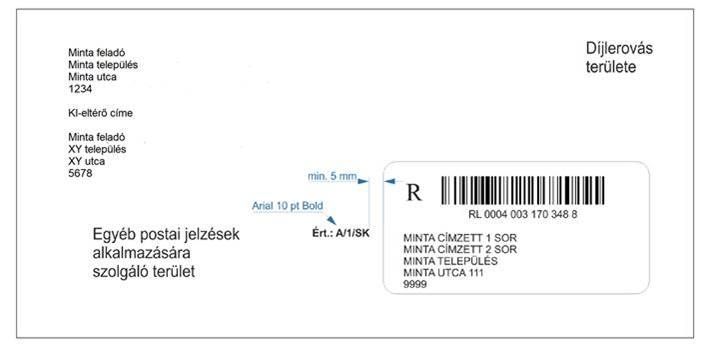 Minta feladó
Minta település
Minta utca
1234
KI-eltérő címe
Minta feladó
XY település
XY utca
5678
Díjlerovás
területe
min. 5 mm
Arial 10 pt Bold
Ért.: A/1/SK
Egyéb postai jelzések
alkalmazására
szolgáló terület
R
RL 0004 003 170 348 8
MINTA CÍMZETT 1 SOR
MINTA CÍMZETT 2 SOR
MINTA TELEPÜLÉS
MINTA UTCA 111
9999